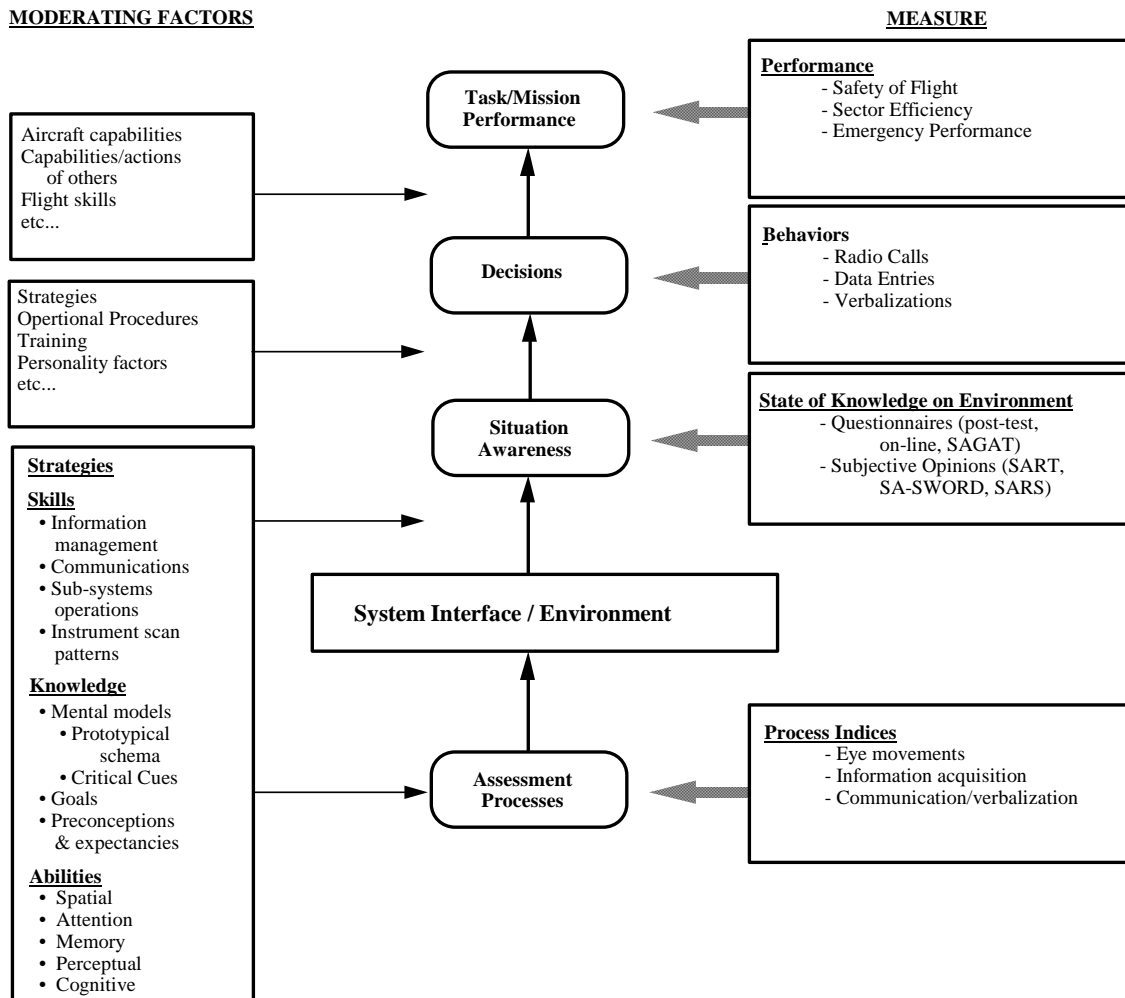 MODERATING FACTORS
Aircraft capabilities
Capabilities/actions
of others
Flight skills
etc...
Strategies
Opertional Procedures
Training
Personality factors
etc...
Strategies
Skills
• Information
management
• Communications
• Sub-systems
operations
• Instrument scan
patterns
Knowledge
• Mental models
• Prototypical
schema
• Critical Cues
• Goals
• Preconceptions
& expectancies
Abilities
• Spatial
• Attention
• Memory
• Perceptual
• Cognitive
Task/Mission
Performance
Decisions
Situation
Awareness
System Interface / Environment
Assessment
Processes
MEASURE
Performance
- Safety of Flight
- Sector Efficiency
- Emergency Performance
Behaviors
- Radio Calls
- Data Entries
- Verbalizations
State of Knowledge on Environment
- Questionnaires (post-test,
on-line, SAGAT)
- Subjective Opinions (SART,
SA-SWORD, SARS)
Process Indices
- Eye movements
- Information acquisition
- Communication/verbalization